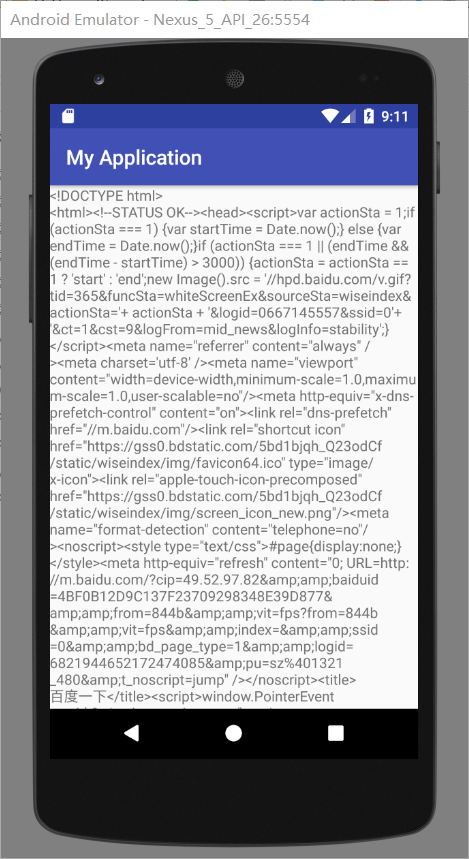 Android Emulator - Nexus_5_API_26:5554
9:11
My Application
<!DOCTYPE html>
<html><!--STATUS OK--><head><script>var actionSta = 1;if
(actionSta === 1) {var startTime = Date.now();} else {var
endTime = Date.now();}if (actionSta === 1 || (endTime &&
(endTime - startTime) > 3000)) {actionSta = actionSta ==
1 ? 'start' : 'end';new Image().src = '//hpd.baidu.com/v.gif?
tid=365&funcSta=whiteScreenEx&sourceSta=wiseindex&
actionSta='+ actionSta + '&logid=0667145557&ssid=0'+
'&ct=1&cst=9&logFrom=mid_news&logInfo=stability';}
</script><meta name="referrer" content="always" /
><meta charset='utf-8' /><meta name="viewport"
content="width=device-width,minimum-scale=1.0,maximu
m-scale=1.0,user-scalable=no"/><meta http-equiv="x-dns-
prefetch-control" content="on"><link rel="dns-prefetch"
href="//m.baidu.com"/><link rel="shortcut icon"
href="https://gss0.bdstatic.com/5bd1bjqh_Q23odCf
/static/wiseindex/img/favicon64.ico" type="image/
x-icon"><link rel="apple-touch-icon-precomposed"
href="https://gss0.bdstatic.com/5bd1bjqh_Q23odCf
/static/wiseindex/img/screen_icon_new.png"/><meta
name="format-detection" content="telephone=no"/
><noscript><style type="text/css">#page{display:none;}
</style><meta http-equiv="refresh" content="0; URL=http:
//m.baidu.com/?cip=49.52.97.82&amp;amp;baiduid
=4BF0B12D9C137F23709298348E39D877&
amp;amp;from=844b&amp;amp;vit=fps?from=844b
&amp;amp;vit=fps&amp;amp;index=&amp;amp;ssid
=0&amp;amp;bd_page_type=1&amp;amp;logid=
6821944652172474085&amp;pu=sz%401321
_480&amp;t_noscript=jump" /></noscript><title>
百度一下</title><script>window.PointerEvent